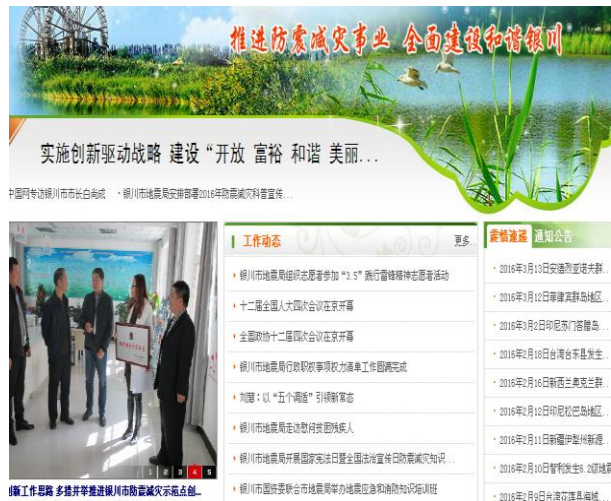 推进防震减灾事业 全面建设和谐银川
实施创新驱动战略 建设“开放 富裕 和谐 美丽...
中国网专访银川市市长白尚成 ·银川市地震局安排部署2016年防震减灾科普宣传...
1 2 3 4 5
创新工作思路 多措并举推进银川市防震减灾示范点创...
工作动态 更多
银川市地震局组织志愿者参加“3.5”践行雷锋精神志愿者活动
十二届全国人大四次会议在京开幕
全国政协十二届四次会议在京开幕
银川市地震局行政职权事项权力清单工作圆满完成
刘慧：以“五个调适”引领新常态
银川市地震局走访慰问贫困残疾人
银川市地震局开展国家宪法日暨全国法治宣传日防震减灾知识...
银川市国资委联合市地震局举办地震应急和消防知识培训班
震情速递 通知公告
2016年3月13日安德烈亚诺夫群...
2016年3月12日菲律宾群岛地区...
2016年3月2日印尼苏门答腊岛...
2016年2月18日台湾台东县发生...
2016年2月16日新西兰奥克兰群...
2016年2月12日印尼松巴岛地区...
2016年2月11日新疆伊犁州新源...
2016年2月10日智利发生6.2级地震
2016年2月9日台湾花莲县海域...